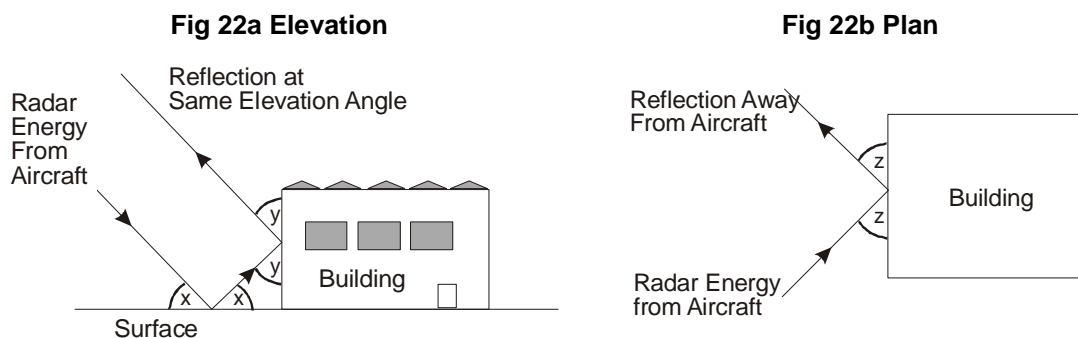 Fig 22a Elevation
Reflection at
Same Elevation Angle
Radar
Energy
From
Aircraft
y
y
x
x
Building
Surface
Fig 22b Plan
Reflection Away
From Aircraft
z
z
Building
Radar Energy
from Aircraft